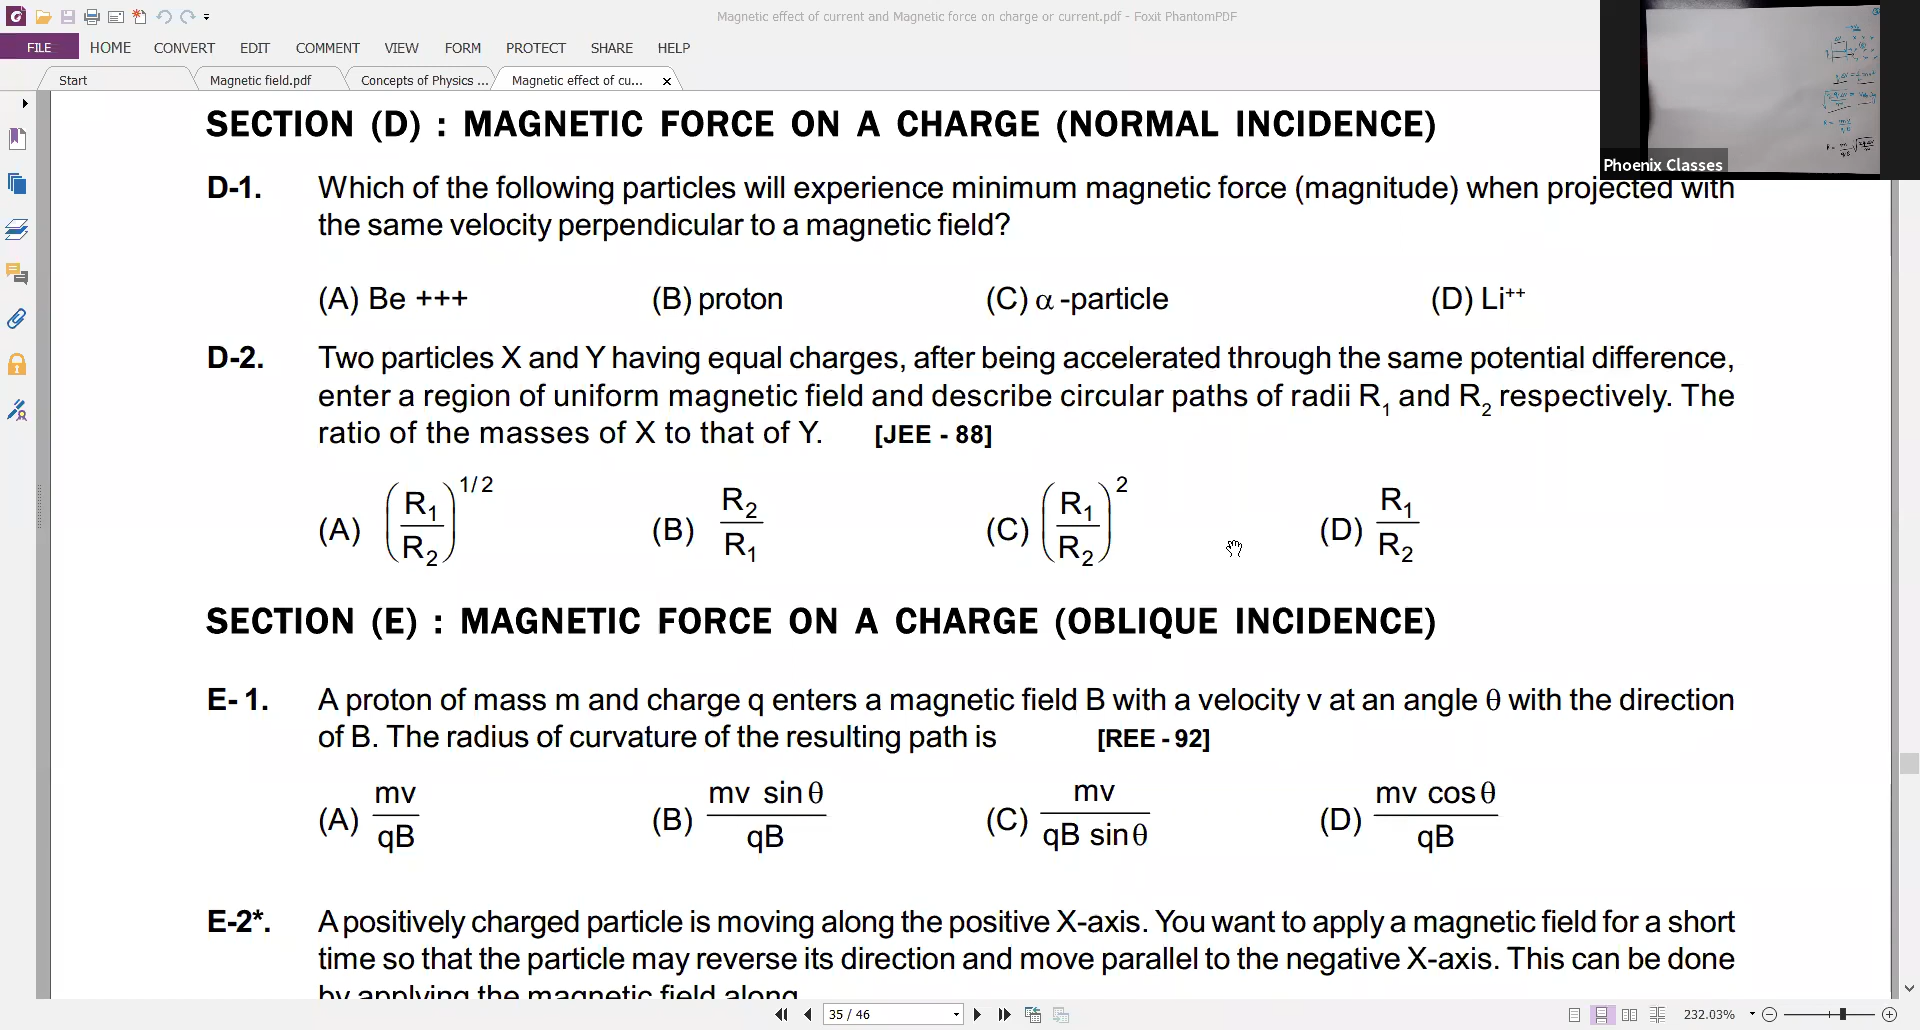 Magnetic effect of current and Magnetic force on charge or current.pdf - Foxit PhantomPDF
FILE HOME CONVERT EDIT COMMENT VIEW FORM PROTECT SHARE HELP
Start Magnetic field.pdf Concepts of Physics ... Magnetic effect of cu... ×
Phoenix Classes
SECTION (D) : MAGNETIC FORCE ON A CHARGE (NORMAL INCIDENCE)
D-1. Which of the following particles will experience minimum magnetic force (magnitude) when projected with
the same velocity perpendicular to a magnetic field?
(A) Be +++ (B) proton (C) α -particle (D) Li⁺⁺
D-2. Two particles X and Y having equal charges, after being accelerated through the same potential difference,
enter a region of uniform magnetic field and describe circular paths of radii R₁ and R₂ respectively. The
ratio of the masses of X to that of Y. [JEE - 88]
(A) (R₁/R₂)^1/2 (B) R₂/R₁ (C) (R₁/R₂)^2 (D) R₁/R₂
SECTION (E) : MAGNETIC FORCE ON A CHARGE (OBLIQUE INCIDENCE)
E- 1. A proton of mass m and charge q enters a magnetic field B with a velocity v at an angle θ with the direction
of B. The radius of curvature of the resulting path is [REE - 92]
(A) mv/qB (B) mv sinθ/qB (C) mv/qB sinθ (D) mv cosθ/qB
E-2*. A positively charged particle is moving along the positive X-axis. You want to apply a magnetic field for a short
time so that the particle may reverse its direction and move parallel to the negative X-axis. This can be done
by applying the magnetic field along
35 / 46 232.03%